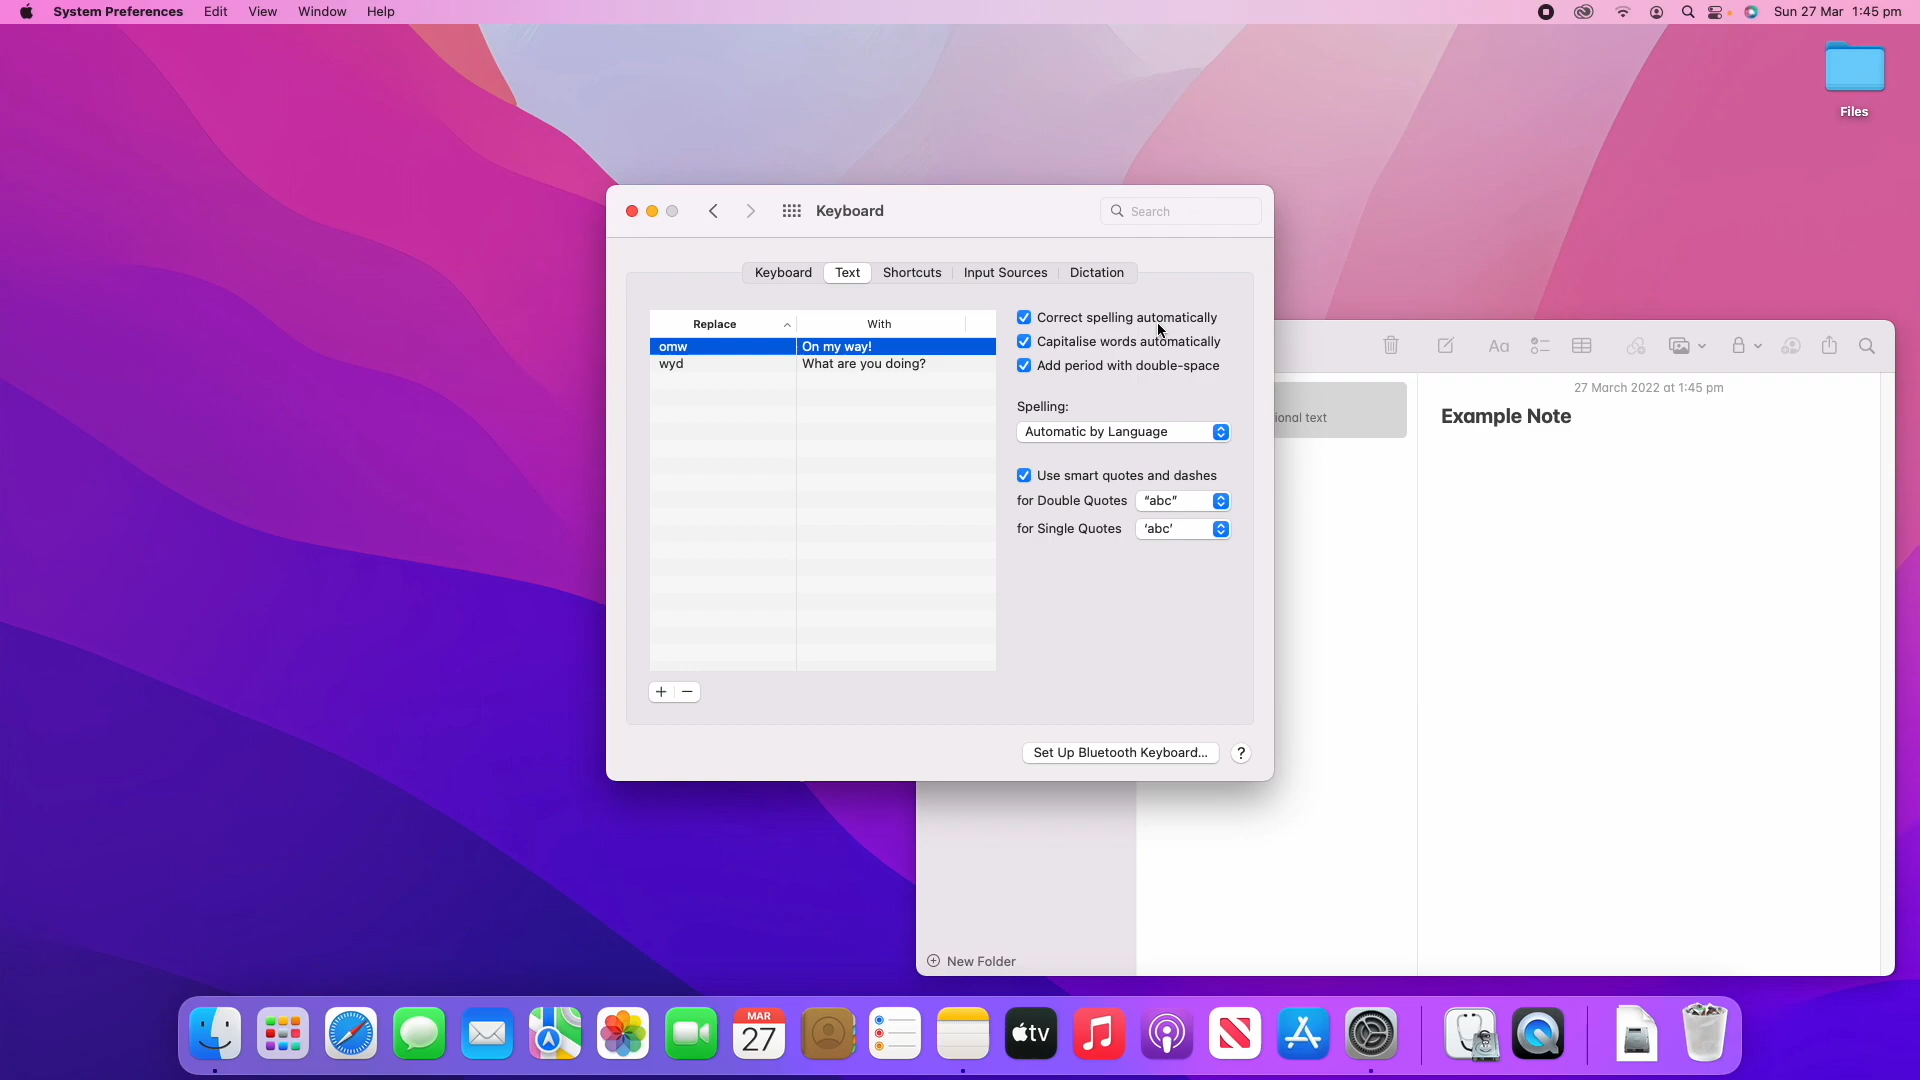 System Preferences Edit View Window Help Sun 27 Mar 1:45 pm
Files
Keyboard Search
Keyboard Text Shortcuts Input Sources Dictation
Replace With
omw On my way!
wyd What are you doing?
Correct spelling automatically
Capitalise words automatically
Add period with double-space
Spelling:
Automatic by Language
Use smart quotes and dashes
for Double Quotes “abc”
for Single Quotes ‘abc’
+ −
Set Up Bluetooth Keyboard... ?
Aa
27 March 2022 at 1:45 pm
ional text
Example Note
New Folder
MAR
27
tv